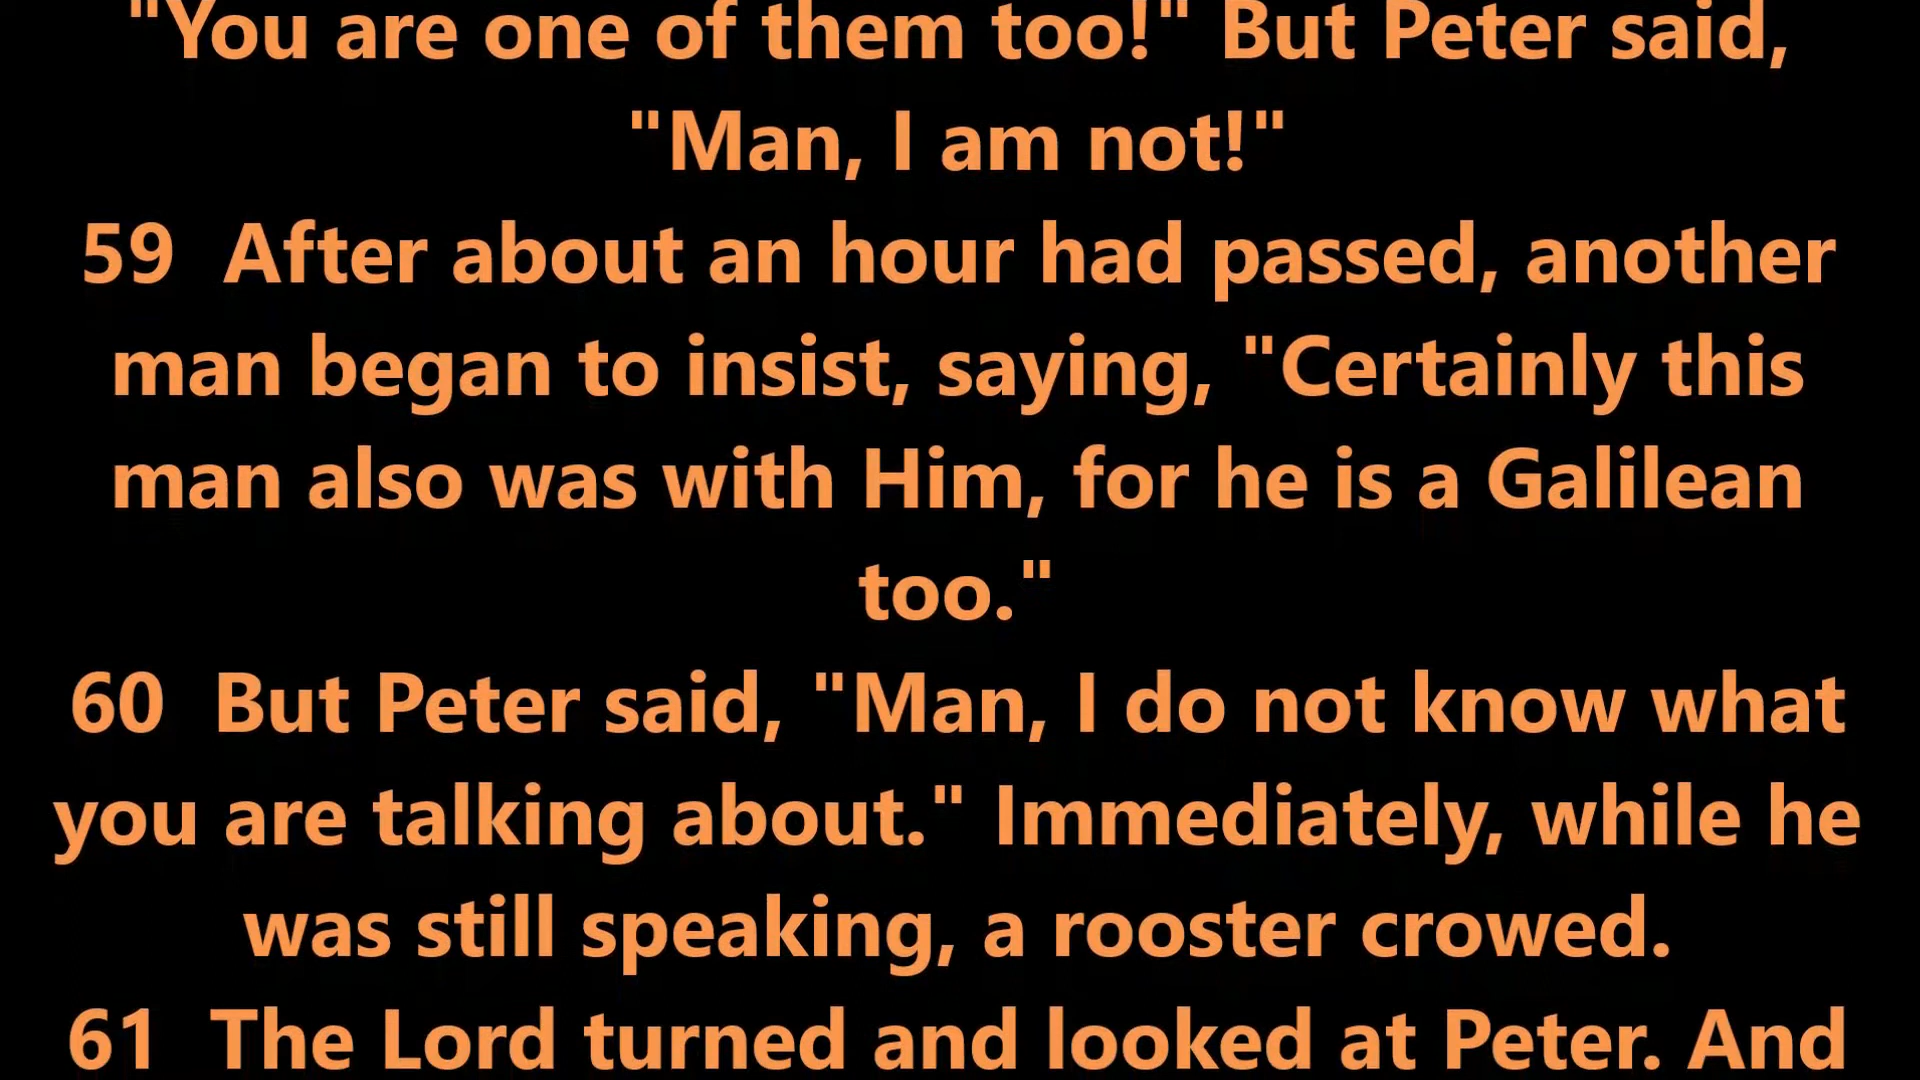 "You are one of them too!" But Peter said,
"Man, I am not!"
59  After about an hour had passed, another
man began to insist, saying, "Certainly this
man also was with Him, for he is a Galilean
too."
60  But Peter said, "Man, I do not know what
you are talking about." Immediately, while he
was still speaking, a rooster crowed.
61  The Lord turned and looked at Peter. And